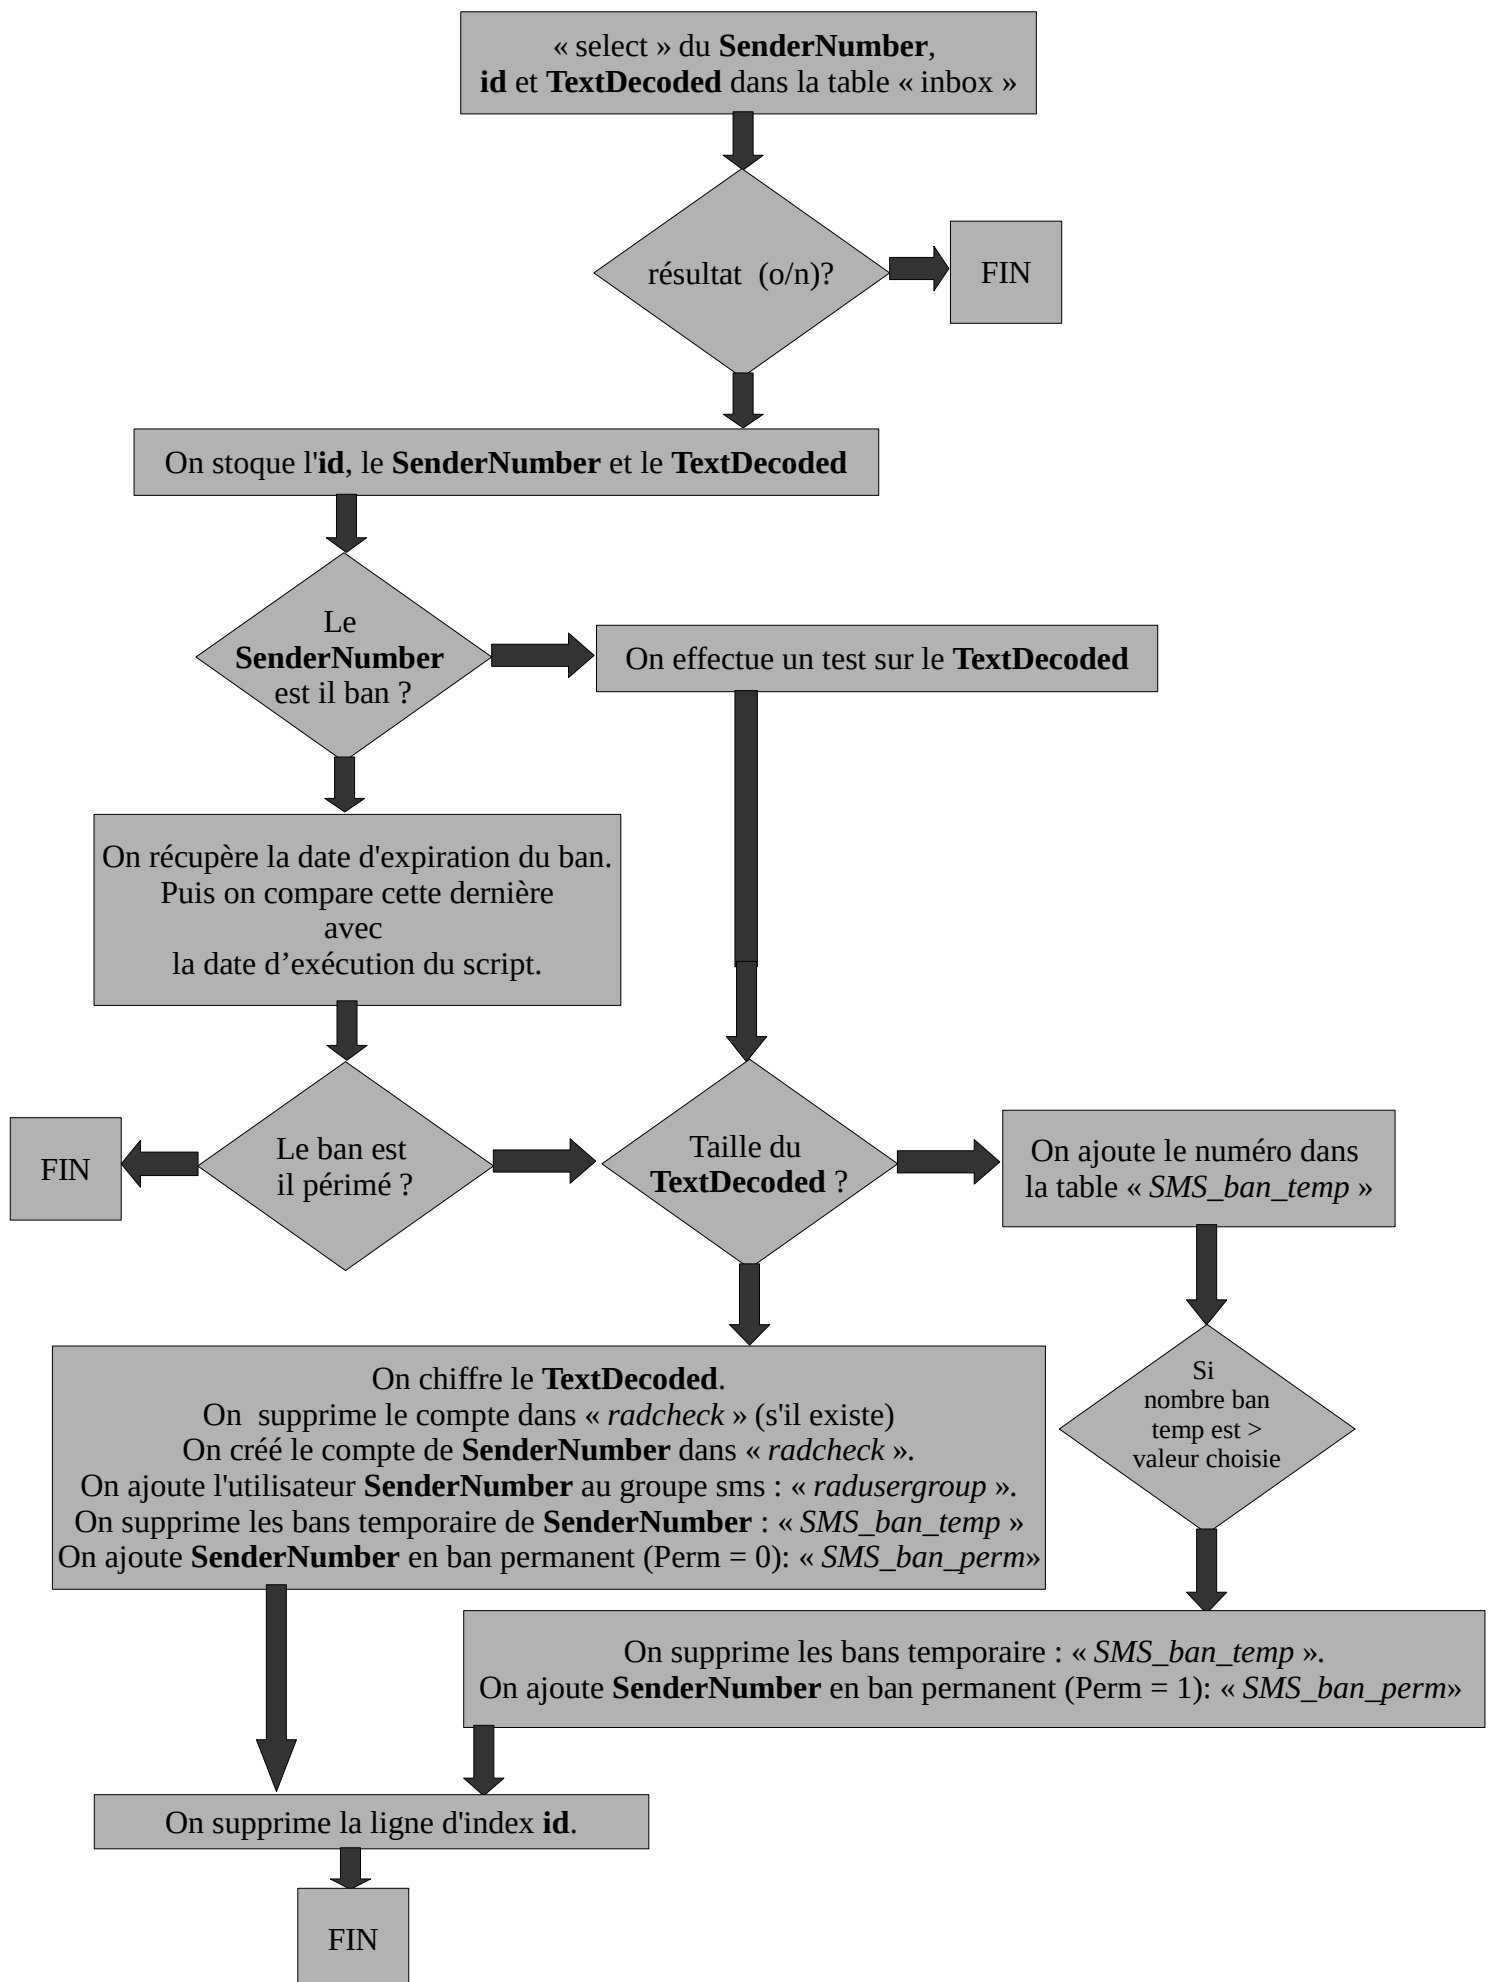 « select » du SenderNumber,
id et TextDecoded dans la table « inbox »
résultat  (o/n)?
FIN
On stoque l'id, le SenderNumber et le TextDecoded
Le
SenderNumber
est il ban ?
On effectue un test sur le TextDecoded
On récupère la date d'expiration du ban.
Puis on compare cette dernière
avec
la date d’exécution du script.
FIN
Le ban est
il périmé ?
Taille du
TextDecoded ?
On ajoute le numéro dans
la table « SMS_ban_temp »
Si
nombre ban
temp est >
valeur choisie
On chiffre le TextDecoded.
On  supprime le compte dans « radcheck » (s'il existe)
On créé le compte de SenderNumber dans « radcheck ».
On ajoute l'utilisateur SenderNumber au groupe sms : « radusergroup ».
On supprime les bans temporaire de SenderNumber : « SMS_ban_temp »
On ajoute SenderNumber en ban permanent (Perm = 0): « SMS_ban_perm»
On supprime les bans temporaire : « SMS_ban_temp ».
On ajoute SenderNumber en ban permanent (Perm = 1): « SMS_ban_perm»
On supprime la ligne d'index id.
FIN